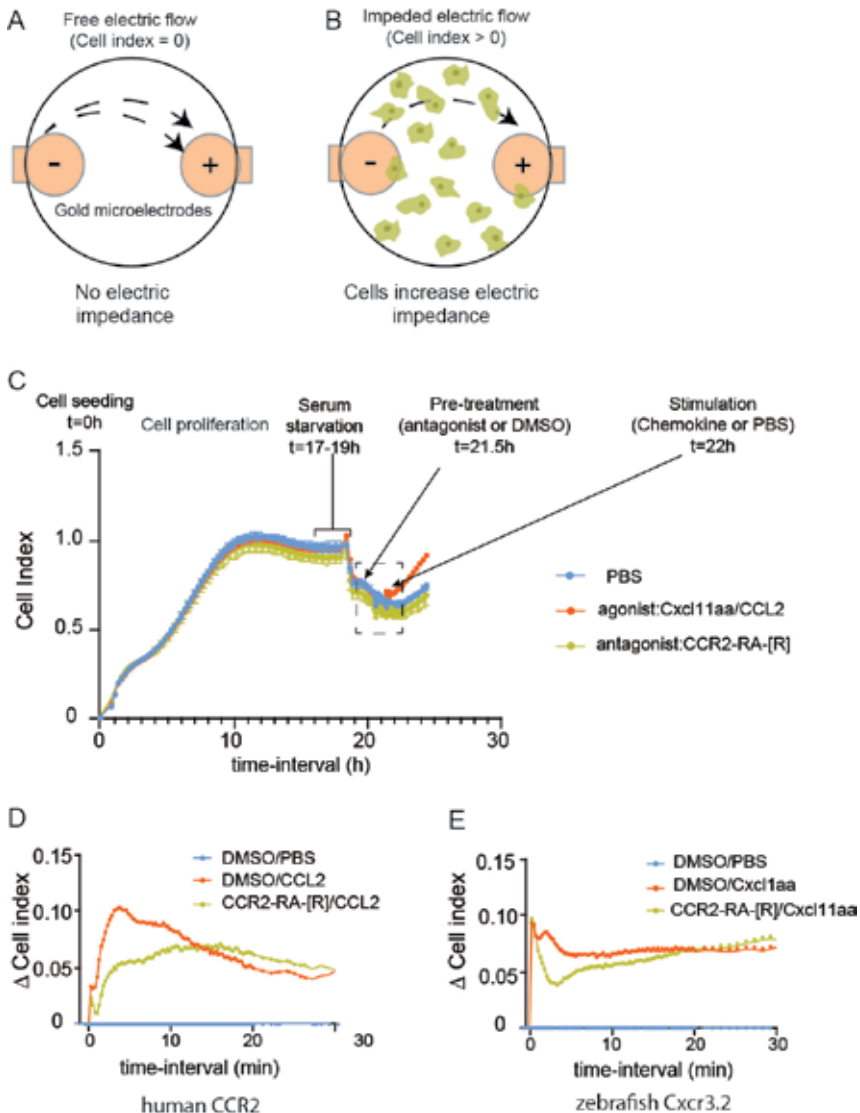 A
Free electric flow
(Cell index = 0)
-
+
Gold microelectrodes
No electric
impedance
B
Impeded electric flow
(Cell index > 0)
-
+
Cells increase electric
impedance
C
Cell seeding
t=0h
Cell proliferation
Serum
starvation
t=17-19h
Pre-treatment
(antagonist or DMSO)
t=21.5h
Stimulation
(Chemokine or PBS)
t=22h
1.5
1.0
0.5
0
Cell Index
0
10
20
30
time-interval (h)
PBS
agonist:Cxcl11aa/CCL2
antagonist:CCR2-RA-[R]
D
DMSO/PBS
DMSO/CCL2
CCR2-RA-[R]/CCL2
0.15
0.10
0.05
0
Δ Cell index
0
10
20
30
time-interval (min)
human CCR2
E
DMSO/PBS
DMSO/Cxcl1aa
CCR2-RA-[R]/Cxcl11aa
0.15
0.10
0.05
0
Δ Cell index
0
10
20
30
time-interval (min)
zebrafish Cxcr3.2